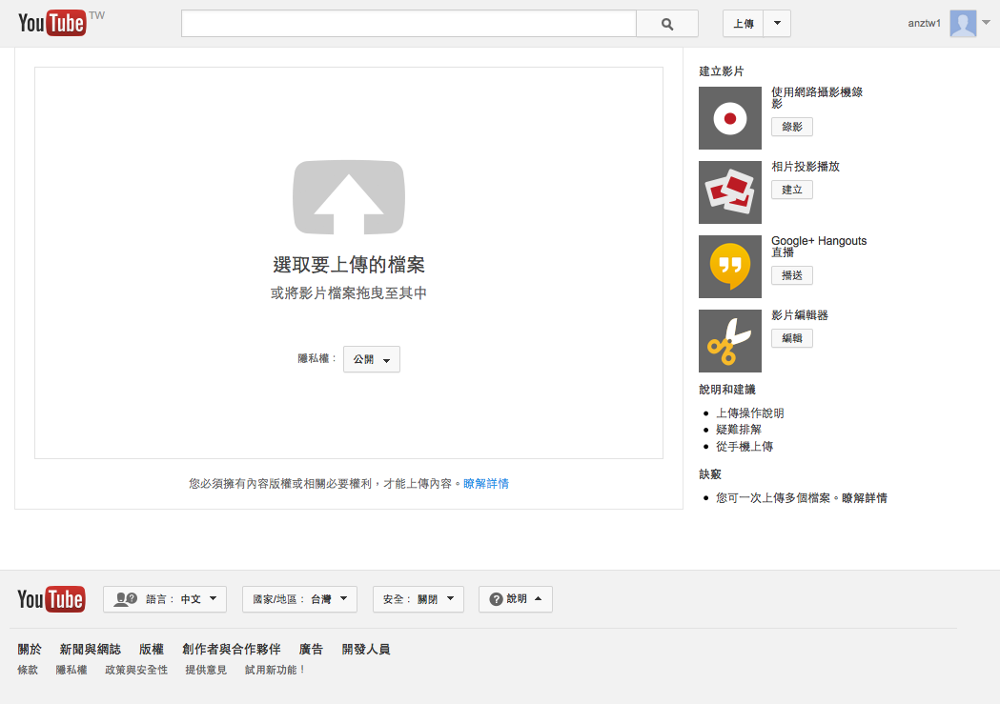 YouTube TW
上傳
anztw1
選取要上傳的檔案
或將影片檔案拖曳至其中
隱私權： 公開
您必須擁有內容版權或相關必要權利，才能上傳內容。瞭解詳情
建立影片
使用網路攝影機錄
影
錄影
相片投影播放
建立
Google+ Hangouts
直播
播送
影片編輯器
編輯
說明和建議
上傳操作說明
疑難排解
從手機上傳
訣竅
您可一次上傳多個檔案。瞭解詳情
YouTube 語言： 中文 國家/地區： 台灣 安全： 關閉 說明
關於 新聞與網誌 版權 創作者與合作夥伴 廣告 開發人員
條款 隱私權 政策與安全性 提供意見 試用新功能！